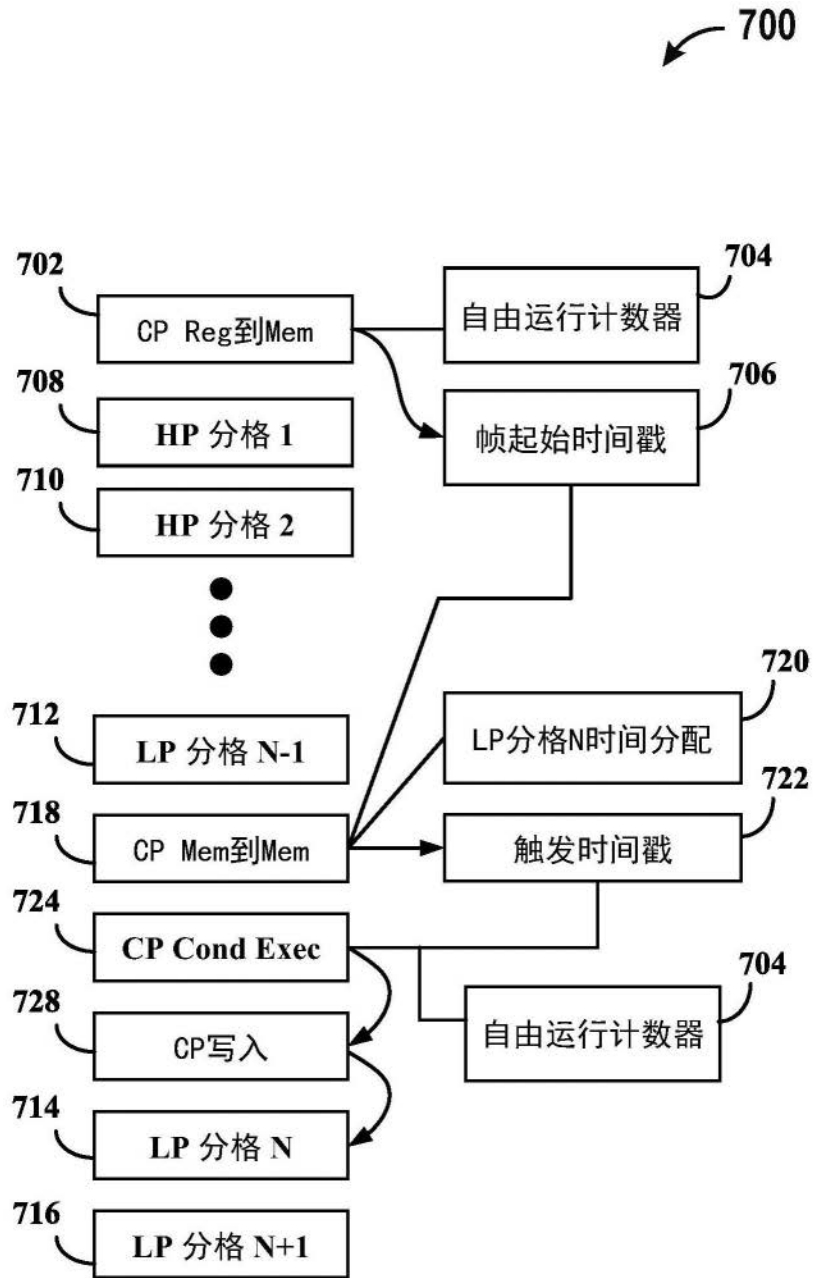 700
702
CP Reg到Mem
704
自由运行计数器
706
帧起始时间戳
708
HP 分格 1
710
HP 分格 2
712
LP 分格 N-1
720
LP分格N时间分配
718
CP Mem到Mem
722
触发时间戳
724
CP Cond Exec
704
自由运行计数器
728
CP写入
714
LP 分格 N
716
LP 分格 N+1